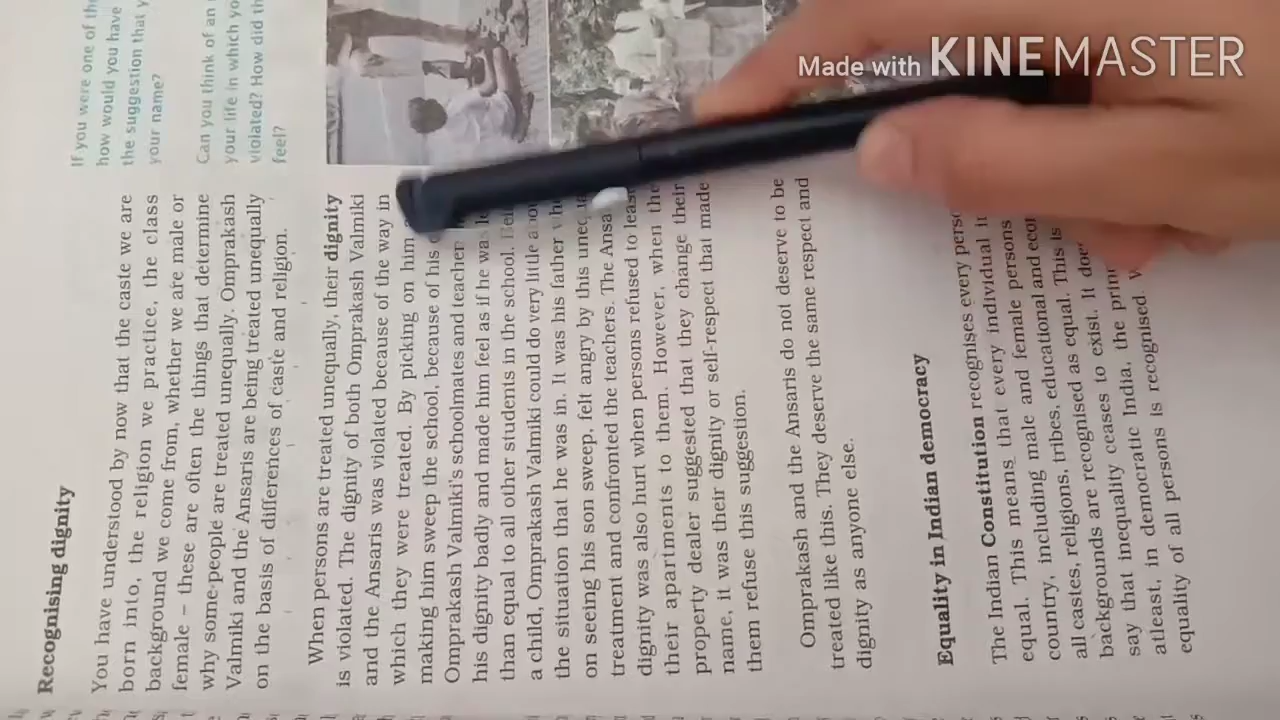 Made with KINEMASTER
If you were one of the
how would you have
the suggestion that y
your name?
Can you think of an
your life in which yo
violated? How did th
feel?
Recognising dignity
You have understood by now that the caste we are
born into, the religion we practice, the class
background we come from, whether we are male or
female – these are often the things that determine
why some people are treated unequally. Omprakash
Valmiki and the Ansaris are being treated unequally
on the basis of differences of caste and religion.
When persons are treated unequally, their dignity
is violated. The dignity of both Omprakash Valmiki
and the Ansaris was violated because of the way in
which they were treated. By picking on him
making him sweep the school, because of his
Omprakash Valmiki's schoolmates and teacher
his dignity badly and made him feel as if he was
than equal to all other students in the school.
a child, Omprakash Valmiki could do very little
the situation that he was in. It was his father
on seeing his son sweep, felt angry by this
treatment and confronted the teachers. The Ansa
dignity was also hurt when persons refused to leas
their apartments to them. However, when the
property dealer suggested that they change their
name, it was their dignity or self-respect that made
them refuse this suggestion.
Omprakash and the Ansaris do not deserve to be
treated like this. They deserve the same respect and
dignity as anyone else.
Equality in Indian democracy
The Indian Constitution recognises every perso
equal. This means that every individual in
country, including male and female persons
all castes, religions, tribes, educational and econ
backgrounds are recognised as equal. This is
say that inequality ceases to exist. It doe
atleast, in democratic India, the prin
equality of all persons is recognised. W